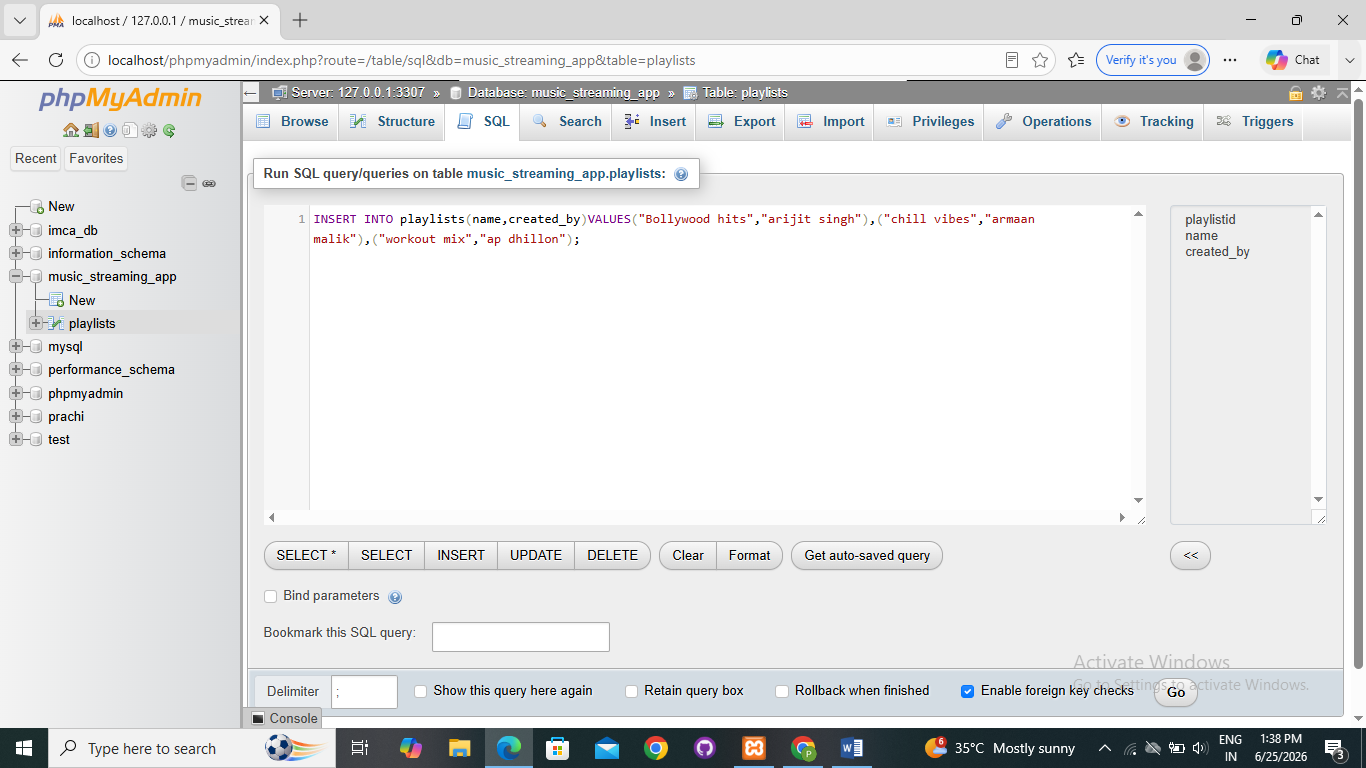 localhost / 127.0.0.1 / music_strear
localhost/phpmyadmin/index.php?route=/table/sql&db=music_streaming_app&table=playlists
Verify it's you
Chat
phpMyAdmin
Server: 127.0.0.1:3307 » Database: music_streaming_app » Table: playlists
Browse Structure SQL Search Insert Export Import Privileges Operations Tracking Triggers
Recent Favorites
New
imca_db
information_schema
music_streaming_app
New
playlists
mysql
performance_schema
phpmyadmin
prachi
test
Run SQL query/queries on table music_streaming_app.playlists:
1 INSERT INTO playlists(name,created_by)VALUES("Bollywood hits","arijit singh"),("chill vibes","armaan
malik"),("workout mix","ap dhillon");
playlistid
name
created_by
SELECT * SELECT INSERT UPDATE DELETE Clear Format Get auto-saved query <<
Bind parameters
Bookmark this SQL query:
Activate Windows
Go to Settings to activate Windows.
Delimiter ; Show this query here again Retain query box Rollback when finished Enable foreign key checks Go
Console
Type here to search
6
35°C Mostly sunny
ENG
IN
1:38 PM
6/25/2026
3